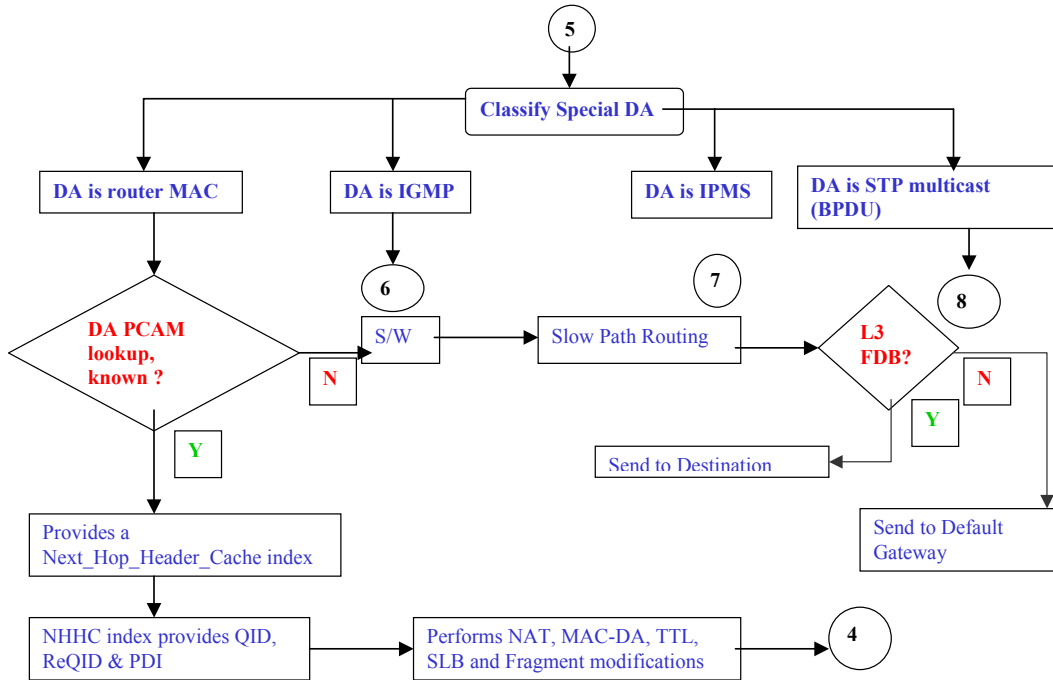 5
Classify Special DA
DA is router MAC
DA is IGMP
DA is IPMS
DA is STP multicast
(BPDU)
6
7
8
DA PCAM
lookup,
known ?
N
S/W
Slow Path Routing
L3
FDB?
N
Y
Y
Send to Destination
Provides a
Next_Hop_Header_Cache index
Send to Default
Gateway
NHHC index provides QID,
ReQID & PDI
Performs NAT, MAC-DA, TTL,
SLB and Fragment modifications
4